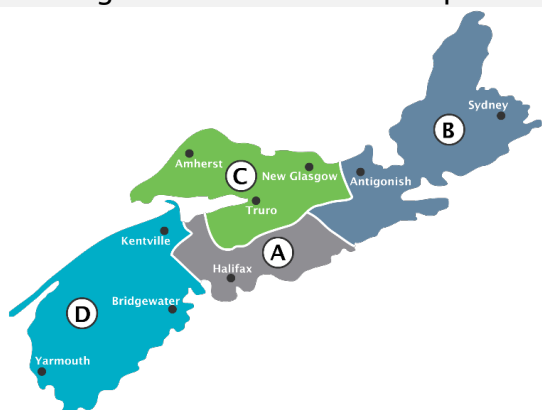 Sydney
B
Amherst
C
New Glasgow
Antigonish
Truro
Kentville
A
Halifax
Bridgewater
D
Yarmouth